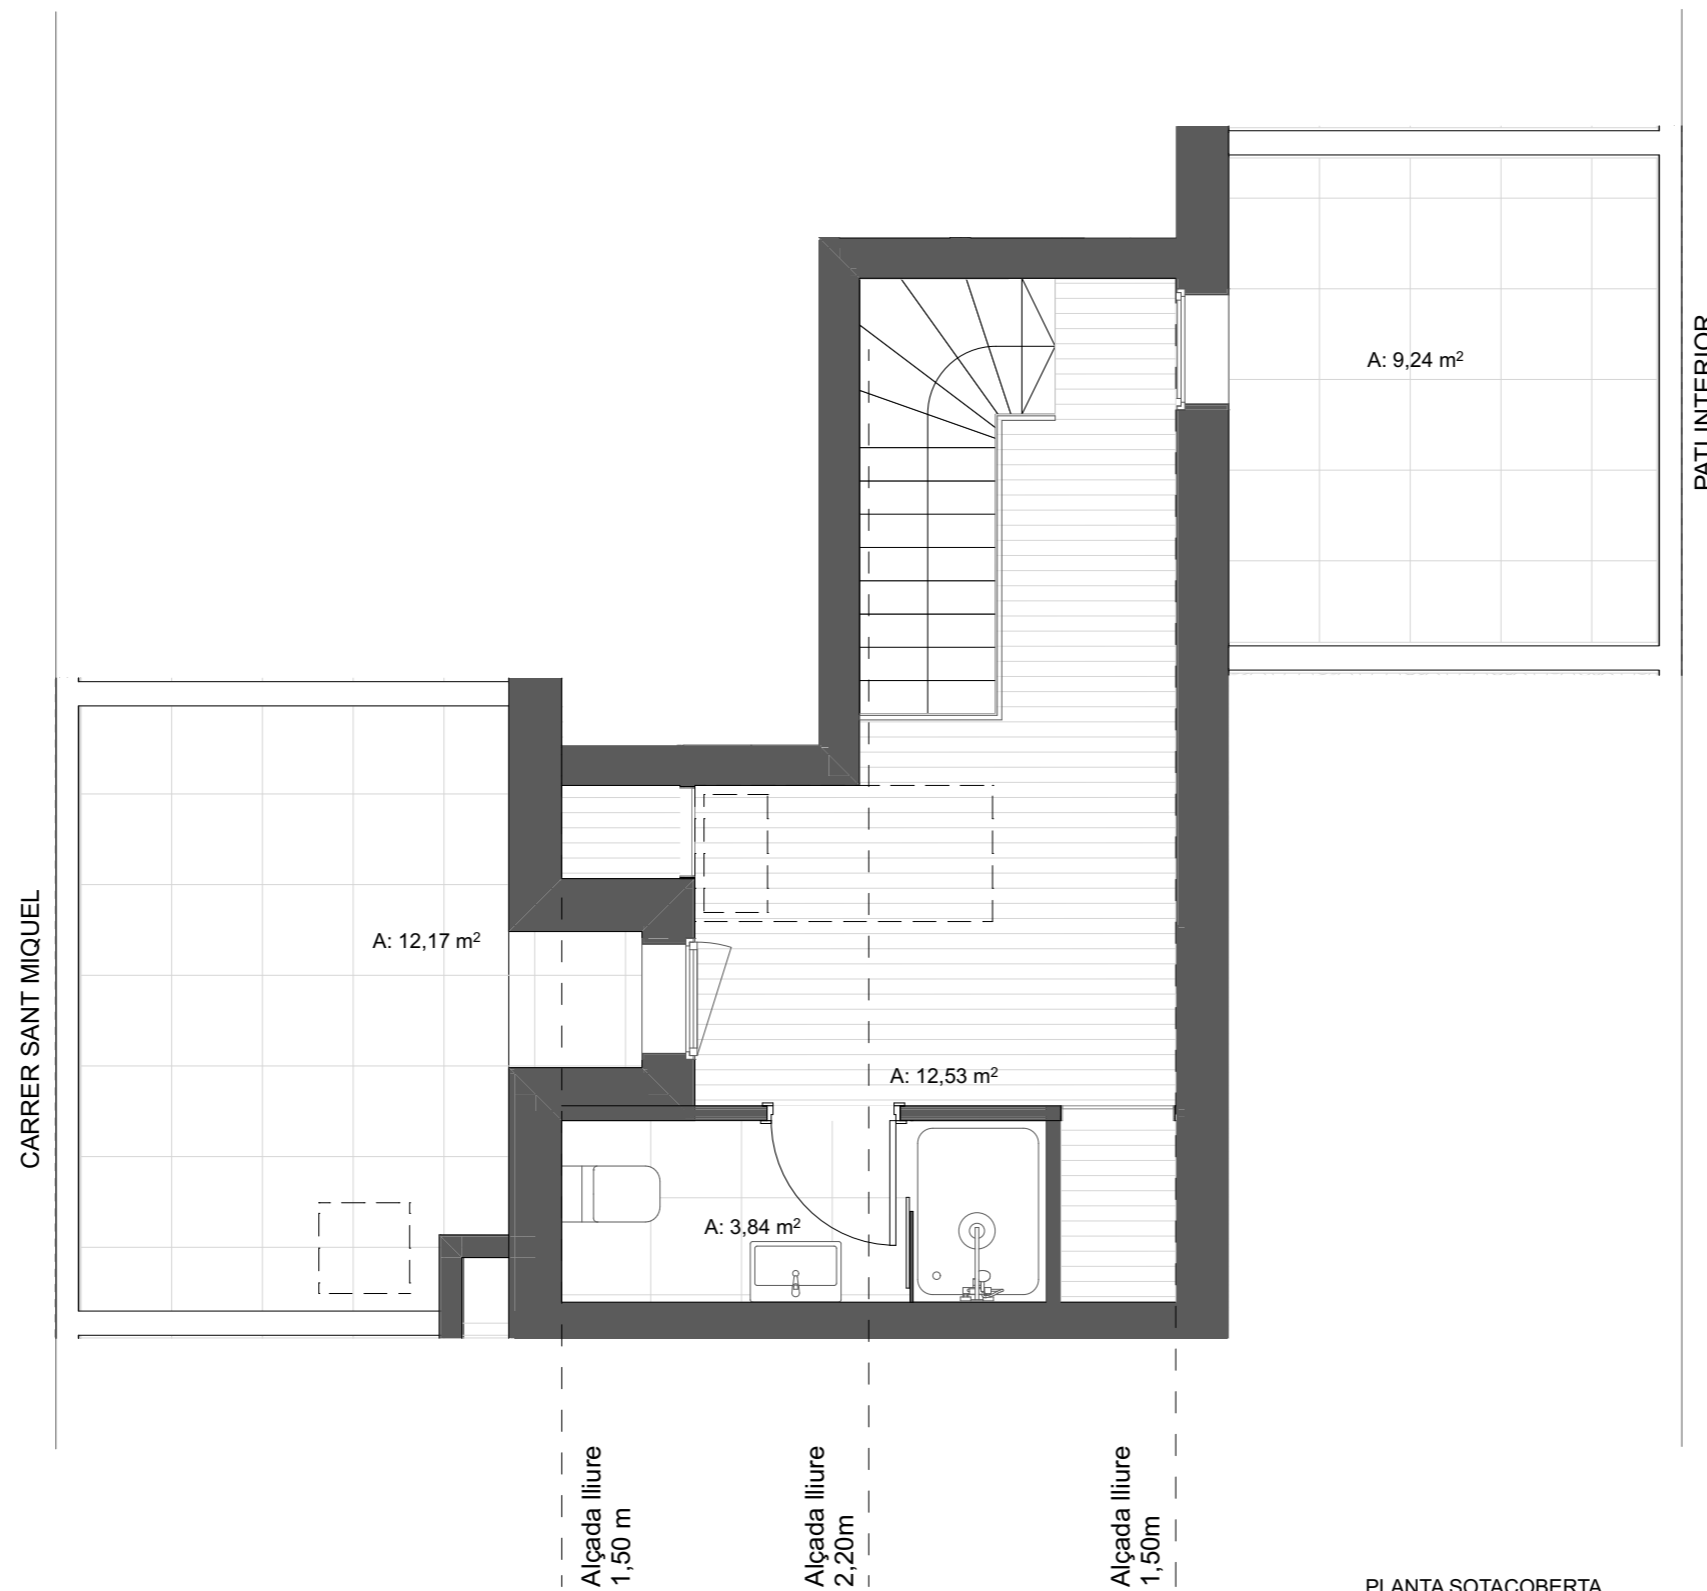 A: 9,24 m²
PATI INTERIOR
CARRER SANT MIQUEL
A: 12,17 m²
A: 12,53 m²
A: 3,84 m²
Alçada lliure
1,50 m
Alçada lliure
2,20m
Alçada lliure
1,50m
PLANTA SOTACOBERTA